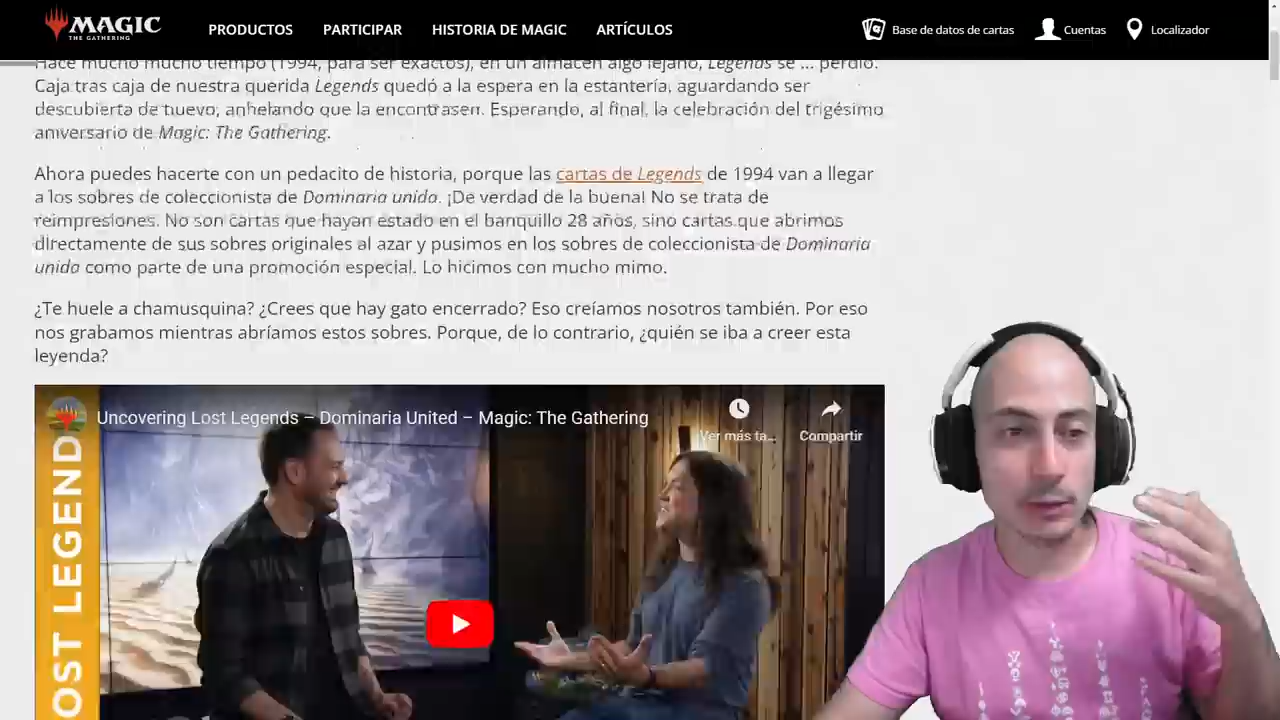 MAGIC
THE GATHERING
PRODUCTOS
PARTICIPAR
HISTORIA DE MAGIC
ARTÍCULOS
Base de datos de cartas
Cuentas
Localizador
Hace mucho mucho tiempo (1994, para ser exactos), en un almacén algo lejano, Legends se ... perdió.
Caja tras caja de nuestra querida Legends quedó a la espera en la estantería, aguardando ser
descubierta de nuevo, anhelando que la encontrasen. Esperando, al final, la celebración del trigésimo
aniversario de Magic: The Gathering.
Ahora puedes hacerte con un pedacito de historia, porque las cartas de Legends de 1994 van a llegar
a los sobres de coleccionista de Dominaria unida. ¡De verdad de la buena! No se trata de
reimpresiones. No son cartas que hayan estado en el banquillo 28 años, sino cartas que abrimos
directamente de sus sobres originales al azar y pusimos en los sobres de coleccionista de Dominaria
unida como parte de una promoción especial. Lo hicimos con mucho mimo.
¿Te huele a chamusquina? ¿Crees que hay gato encerrado? Eso creíamos nosotros también. Por eso
nos grabamos mientras abríamos estos sobres. Porque, de lo contrario, ¿quién se iba a creer esta
leyenda?
Uncovering Lost Legends – Dominaria United – Magic: The Gathering
Ver más ta...
Compartir
OST LEGEND